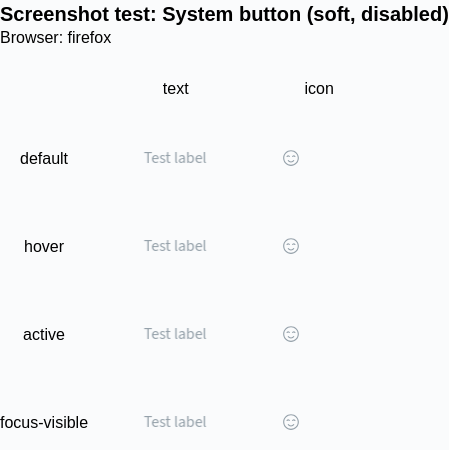 Screenshot test: System button (soft, disabled)
Browser: firefox
text icon
default Test label
hover Test label
active Test label
focus-visible Test label